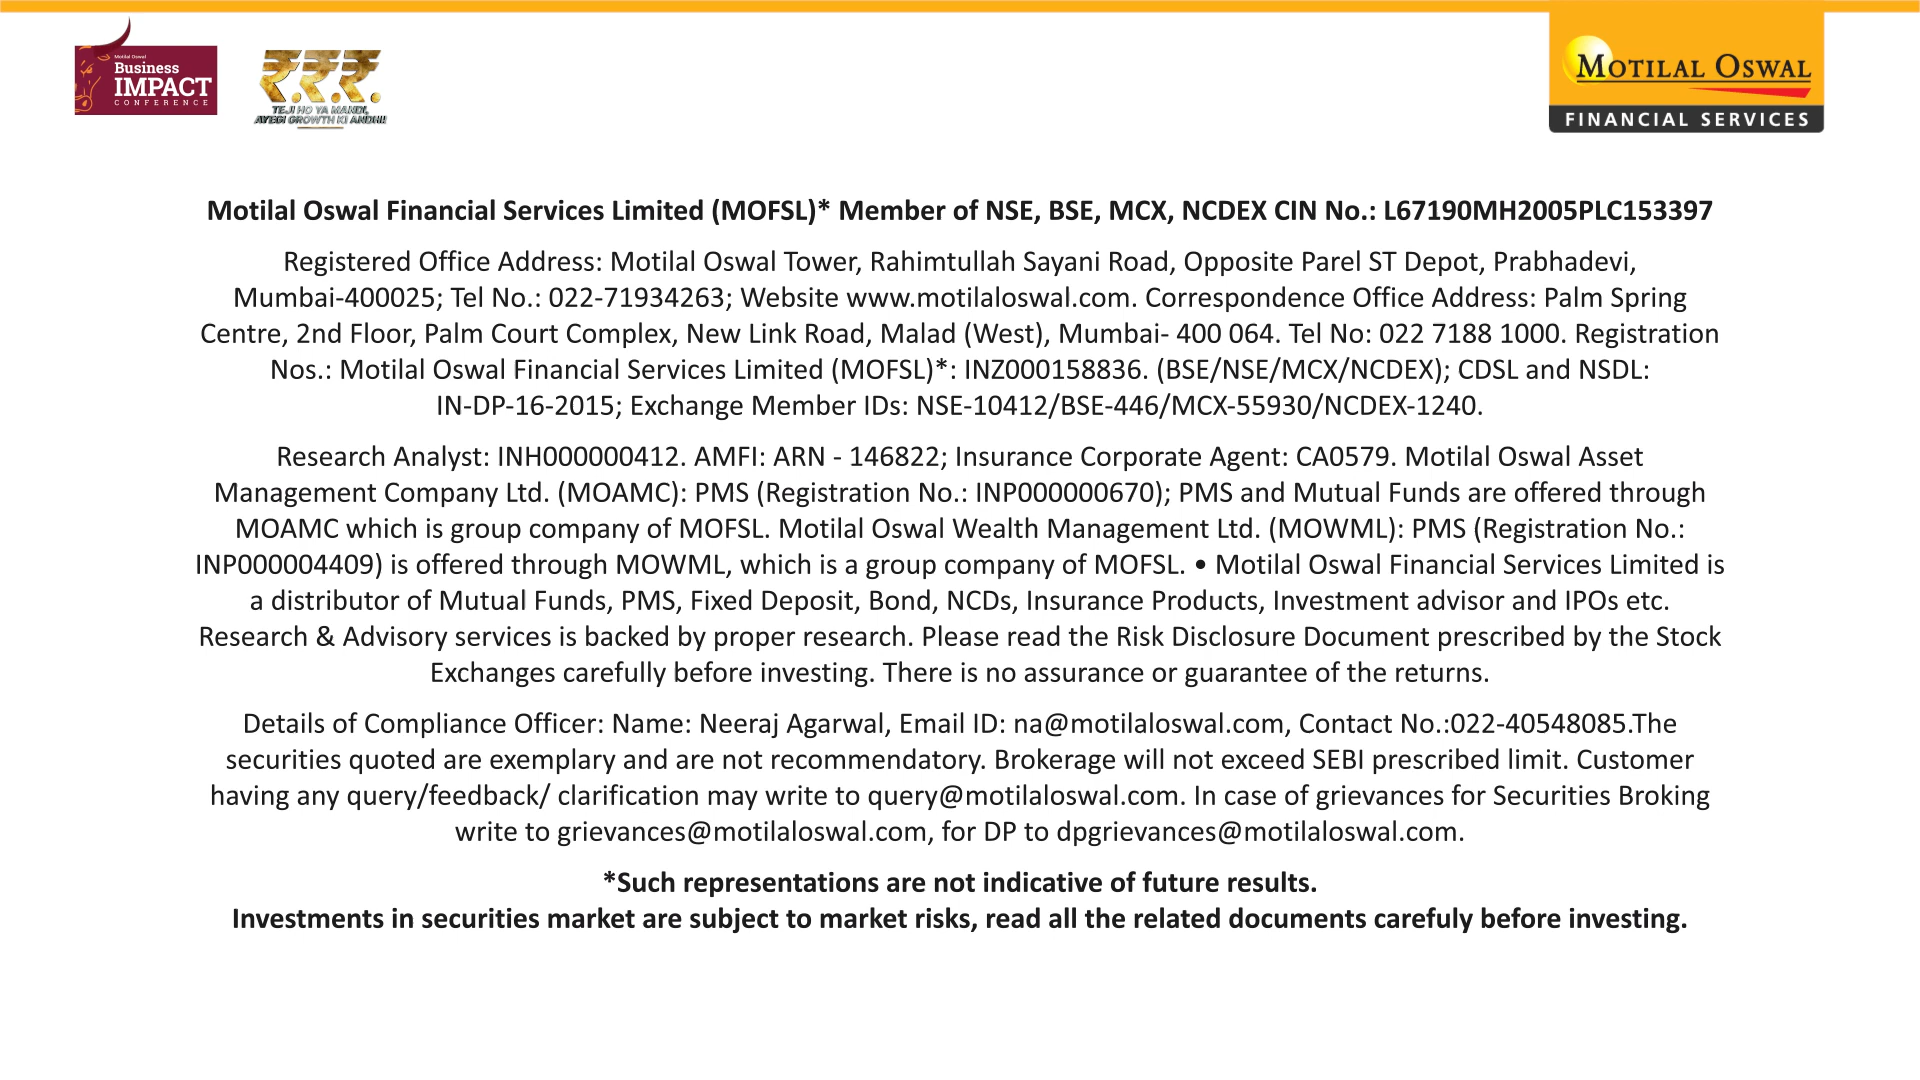 Motilal Oswal
Business
IMPACT
CONFERENCE
₹.₹.₹.
TEJI HO YA MANDI,
AYEGI GROWTH KI ANDHI!
MOTILAL OSWAL
FINANCIAL SERVICES
Motilal Oswal Financial Services Limited (MOFSL)* Member of NSE, BSE, MCX, NCDEX CIN No.: L67190MH2005PLC153397
Registered Office Address: Motilal Oswal Tower, Rahimtullah Sayani Road, Opposite Parel ST Depot, Prabhadevi,
Mumbai-400025; Tel No.: 022-71934263; Website www.motilaloswal.com. Correspondence Office Address: Palm Spring
Centre, 2nd Floor, Palm Court Complex, New Link Road, Malad (West), Mumbai- 400 064. Tel No: 022 7188 1000. Registration
Nos.: Motilal Oswal Financial Services Limited (MOFSL)*: INZ000158836. (BSE/NSE/MCX/NCDEX); CDSL and NSDL:
IN-DP-16-2015; Exchange Member IDs: NSE-10412/BSE-446/MCX-55930/NCDEX-1240.
Research Analyst: INH000000412. AMFI: ARN - 146822; Insurance Corporate Agent: CA0579. Motilal Oswal Asset
Management Company Ltd. (MOAMC): PMS (Registration No.: INP000000670); PMS and Mutual Funds are offered through
MOAMC which is group company of MOFSL. Motilal Oswal Wealth Management Ltd. (MOWML): PMS (Registration No.:
INP000004409) is offered through MOWML, which is a group company of MOFSL. • Motilal Oswal Financial Services Limited is
a distributor of Mutual Funds, PMS, Fixed Deposit, Bond, NCDs, Insurance Products, Investment advisor and IPOs etc.
Research & Advisory services is backed by proper research. Please read the Risk Disclosure Document prescribed by the Stock
Exchanges carefully before investing. There is no assurance or guarantee of the returns.
Details of Compliance Officer: Name: Neeraj Agarwal, Email ID: na@motilaloswal.com, Contact No.:022-40548085.The
securities quoted are exemplary and are not recommendatory. Brokerage will not exceed SEBI prescribed limit. Customer
having any query/feedback/ clarification may write to query@motilaloswal.com. In case of grievances for Securities Broking
write to grievances@motilaloswal.com, for DP to dpgrievances@motilaloswal.com.
*Such representations are not indicative of future results.
Investments in securities market are subject to market risks, read all the related documents carefuly before investing.